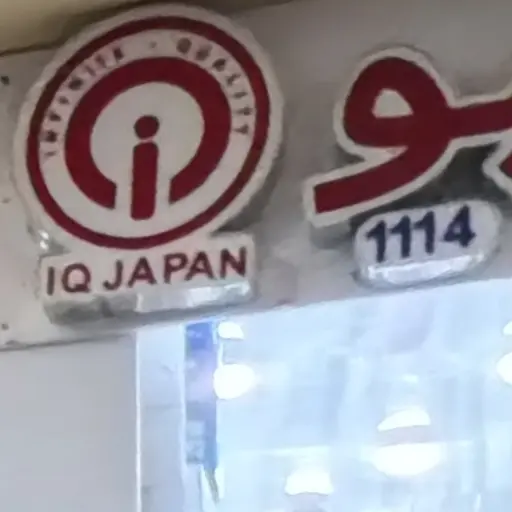 INFINITE · QUALITY
IQ JAPAN
1114